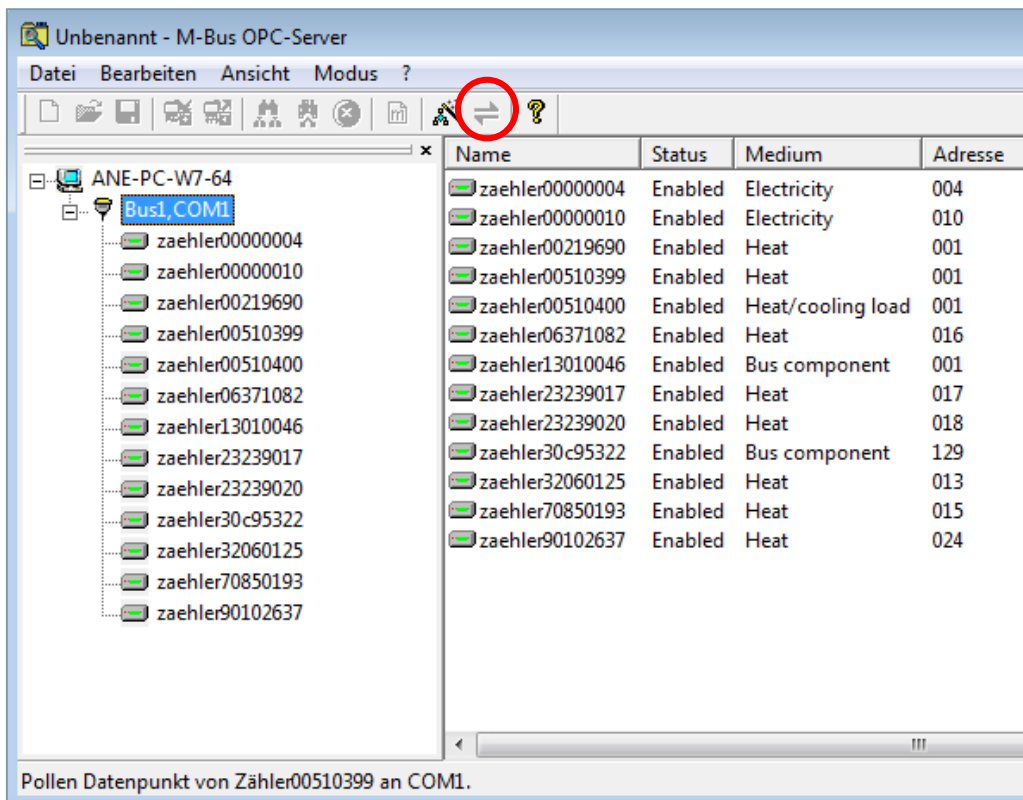 Unbenannt - M-Bus OPC-Server
Datei Bearbeiten Ansicht Modus ?
ANE-PC-W7-64
Bus1,COM1
zaehler00000004
zaehler00000010
zaehler00219690
zaehler00510399
zaehler00510400
zaehler06371082
zaehler13010046
zaehler23239017
zaehler23239020
zaehler30c95322
zaehler32060125
zaehler70850193
zaehler90102637
Name Status Medium Adresse
zaehler00000004 Enabled Electricity 004
zaehler00000010 Enabled Electricity 010
zaehler00219690 Enabled Heat 001
zaehler00510399 Enabled Heat 001
zaehler00510400 Enabled Heat/cooling load 001
zaehler06371082 Enabled Heat 016
zaehler13010046 Enabled Bus component 001
zaehler23239017 Enabled Heat 017
zaehler23239020 Enabled Heat 018
zaehler30c95322 Enabled Bus component 129
zaehler32060125 Enabled Heat 013
zaehler70850193 Enabled Heat 015
zaehler90102637 Enabled Heat 024
Pollen Datenpunkt von Zähler00510399 an COM1.